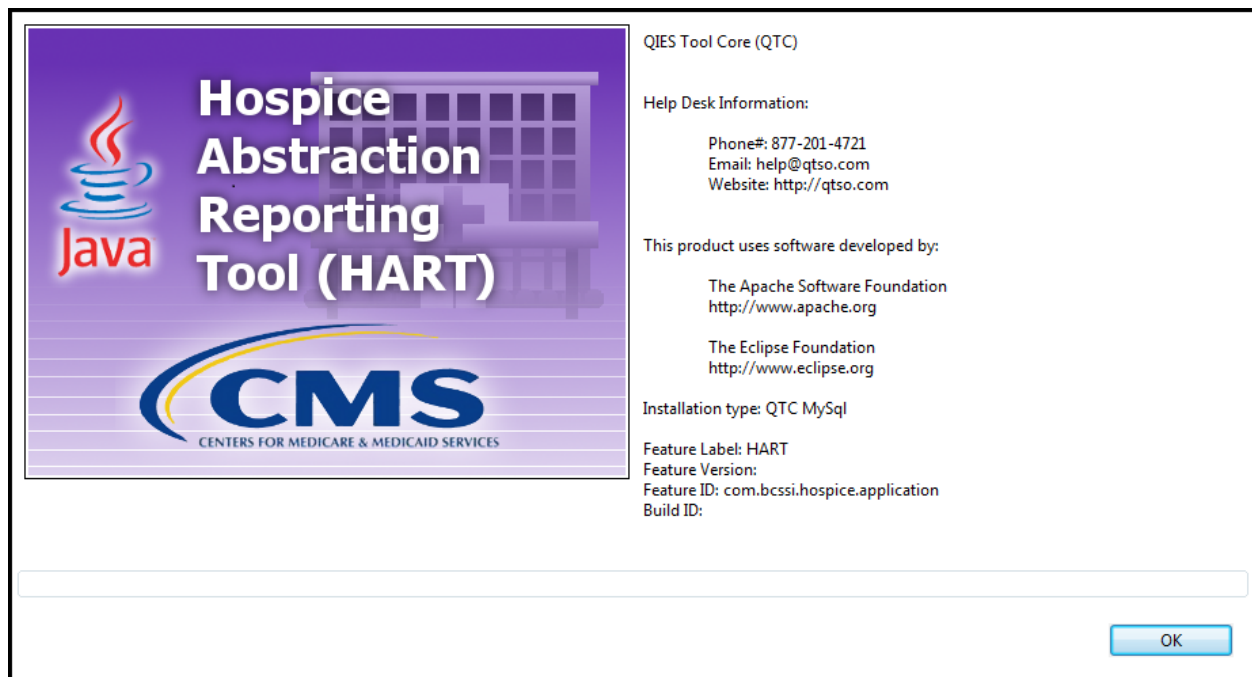 Hospice
Abstraction
Reporting
Tool (HART)
Java
CMS
CENTERS FOR MEDICARE & MEDICAID SERVICES
QIES Tool Core (QTC)
Help Desk Information:
Phone#: 877-201-4721
Email: help@qtso.com
Website: http://qtso.com
This product uses software developed by:
The Apache Software Foundation
http://www.apache.org
The Eclipse Foundation
http://www.eclipse.org
Installation type: QTC MySql
Feature Label: HART
Feature Version:
Feature ID: com.bcssi.hospice.application
Build ID:
OK